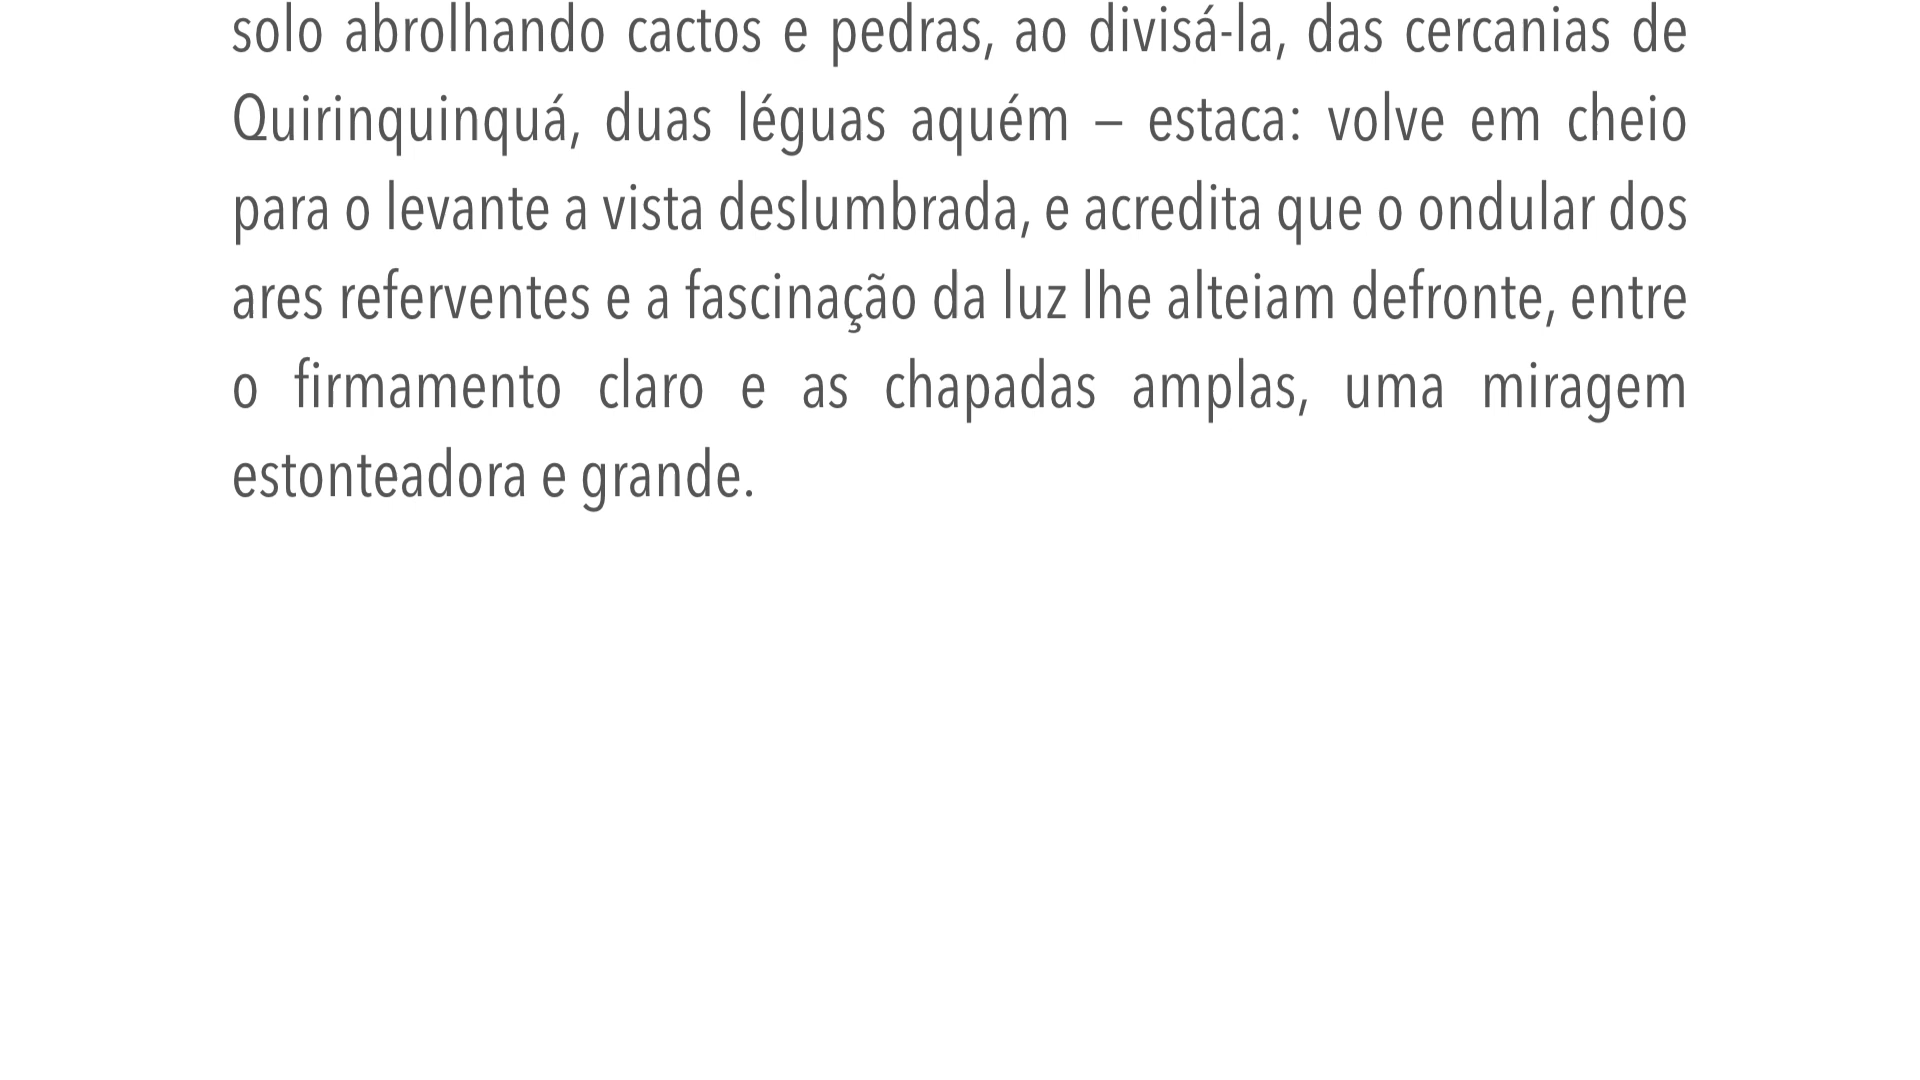 solo abrolhando cactos e pedras, ao divisá-la, das cercanias de
Quirinquinquá, duas léguas aquém – estaca: volve em cheio
para o levante a vista deslumbrada, e acredita que o ondular dos
ares referventes e a fascinação da luz lhe alteiam defronte, entre
o firmamento claro e as chapadas amplas, uma miragem
estonteadora e grande.